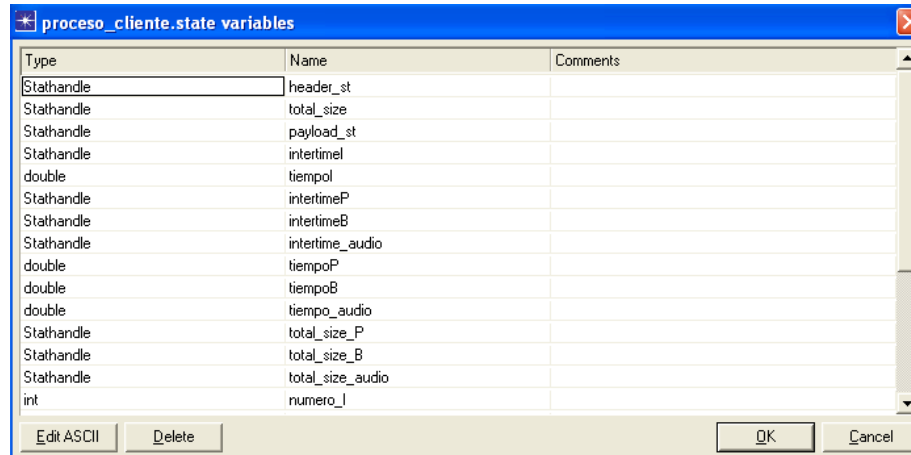 proceso_cliente.state variables
Type Name Comments
Stathandle header_st
Stathandle total_size
Stathandle payload_st
Stathandle intertimeI
double tiempoI
Stathandle intertimeP
Stathandle intertimeB
Stathandle intertime_audio
double tiempoP
double tiempoB
double tiempo_audio
Stathandle total_size_P
Stathandle total_size_B
Stathandle total_size_audio
int numero_I
Edit ASCII Delete OK Cancel